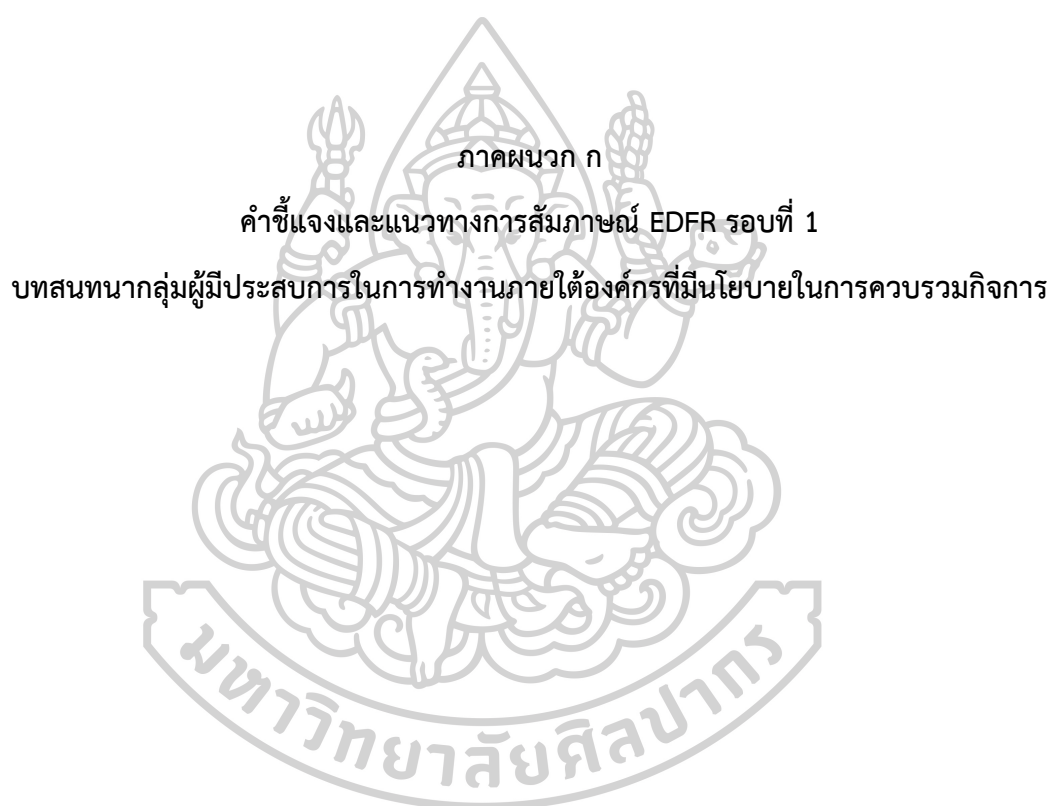 ภาคผนวก ก
คำชี้แจงและแนวทางการสัมภาษณ์ EDFR รอบที่ 1
บทสนทนากลุ่มผู้มีประสบการในการทำงานภายใต้องค์กรที่มีนโยบายในการควบรวมกิจการ
มหาวิทยาลัยศิลปากร